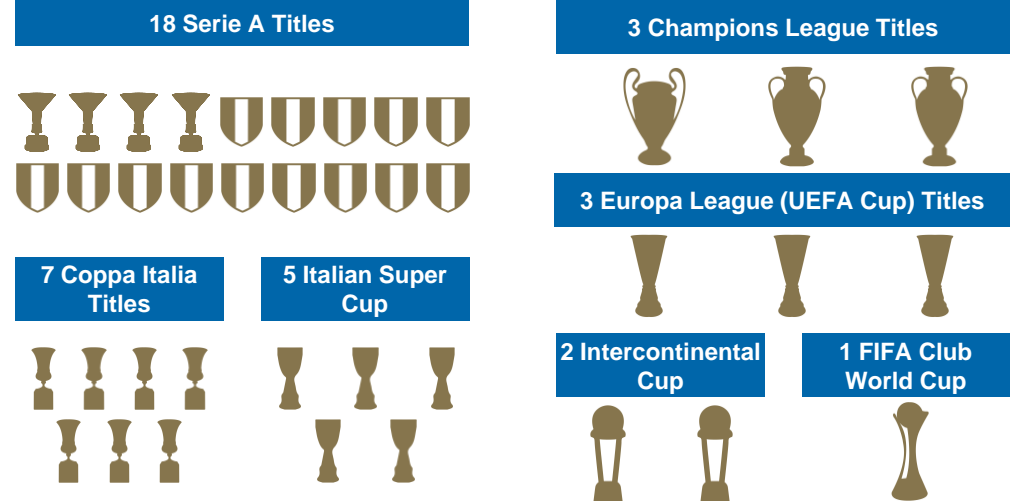 18 Serie A Titles
3 Champions League Titles
3 Europa League (UEFA Cup) Titles
7 Coppa Italia
Titles
5 Italian Super
Cup
2 Intercontinental
Cup
1 FIFA Club
World Cup